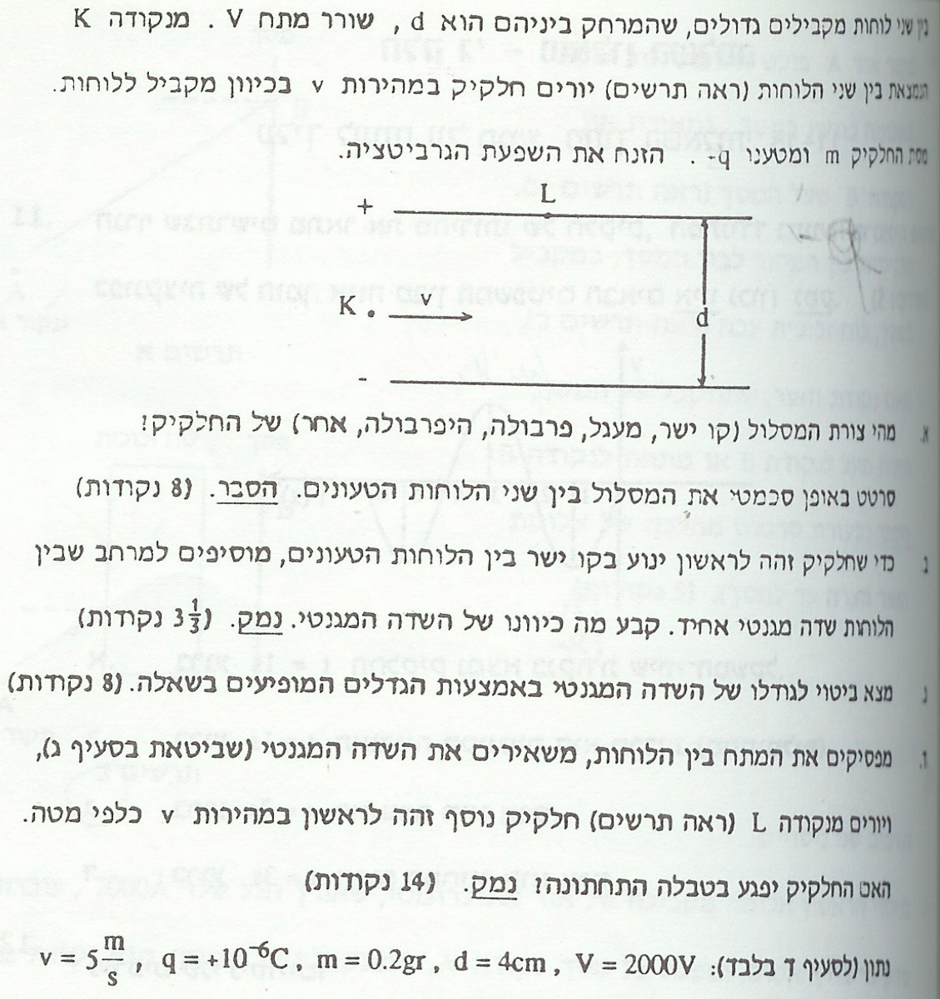 בין שני לוחות מקבילים גדולים, שהמרחק ביניהם הוא d , שורר מתח V . מנקודה K
הנמצאת בין שני הלוחות (ראה תרשים) יורים חלקיק במהירות v בכיוון מקביל ללוחות.
מסת החלקיק m ומטענו q- . הזנח את השפעת הגרביטציה.
+ L
K v d
-
א מהי צורת המסלול (קו ישר, מעגל, פרבולה, היפרבולה, אחר) של החלקיק?
סרטט באופן סכמטי את המסלול בין שני הלוחות הטעונים. הסבר. (8 נקודות)
ב כדי שחלקיק זהה לראשון ינוע בקו ישר בין הלוחות הטעונים, מוסיפים למרחב שבין
הלוחות שדה מגנטי אחיד. קבע מה כיוונו של השדה המגנטי. נמק. (3⅓ נקודות)
ג מצא ביטוי לגודלו של השדה המגנטי באמצעות הגדלים המופיעים בשאלה. (8 נקודות)
ד. מפסיקים את המתח בין הלוחות, משאירים את השדה המגנטי (שביטאת בסעיף ג),
ויורים מנקודה L (ראה תרשים) חלקיק נוסף זהה לראשון במהירות v כלפי מטה.
האם החלקיק יפגע בטבלה התחתונה? נמק. (14 נקודות)
נתון (לסעיף ד בלבד): V = 2000V , d = 4cm , m = 0.2gr , q = +10⁻⁶C , v = 5 m/s